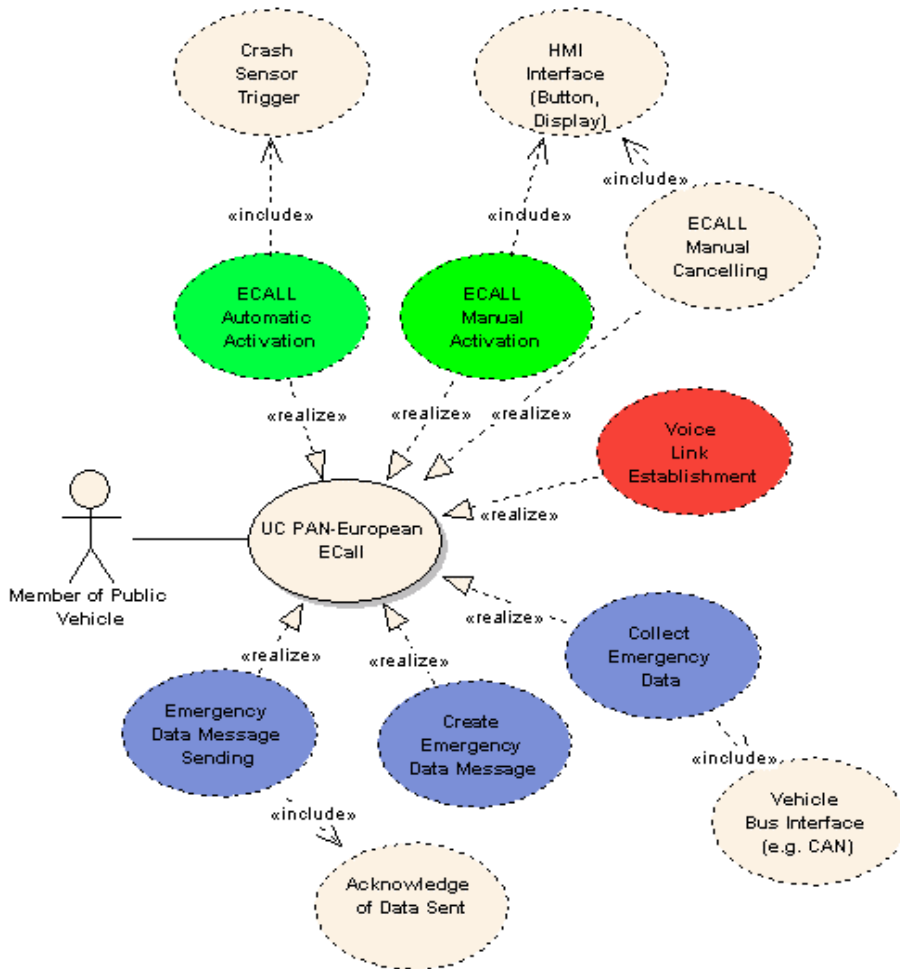 Crash
Sensor
Trigger
HMI
Interface
(Button,
Display)
«include»
«include»
«include»
ECALL
Manual
Cancelling
ECALL
Automatic
Activation
ECALL
Manual
Activation
«realize»
«realize»
«realize»
Voice
Link
Establishment
«realize»
UC PAN-European
ECall
Member of Public
Vehicle
«realize»
«realize»
«realize»
Collect
Emergency
Data
Emergency
Data Message
Sending
Create
Emergency
Data Message
«include»
«include»
Vehicle
Bus Interface
(e.g. CAN)
Acknowledge
of Data Sent